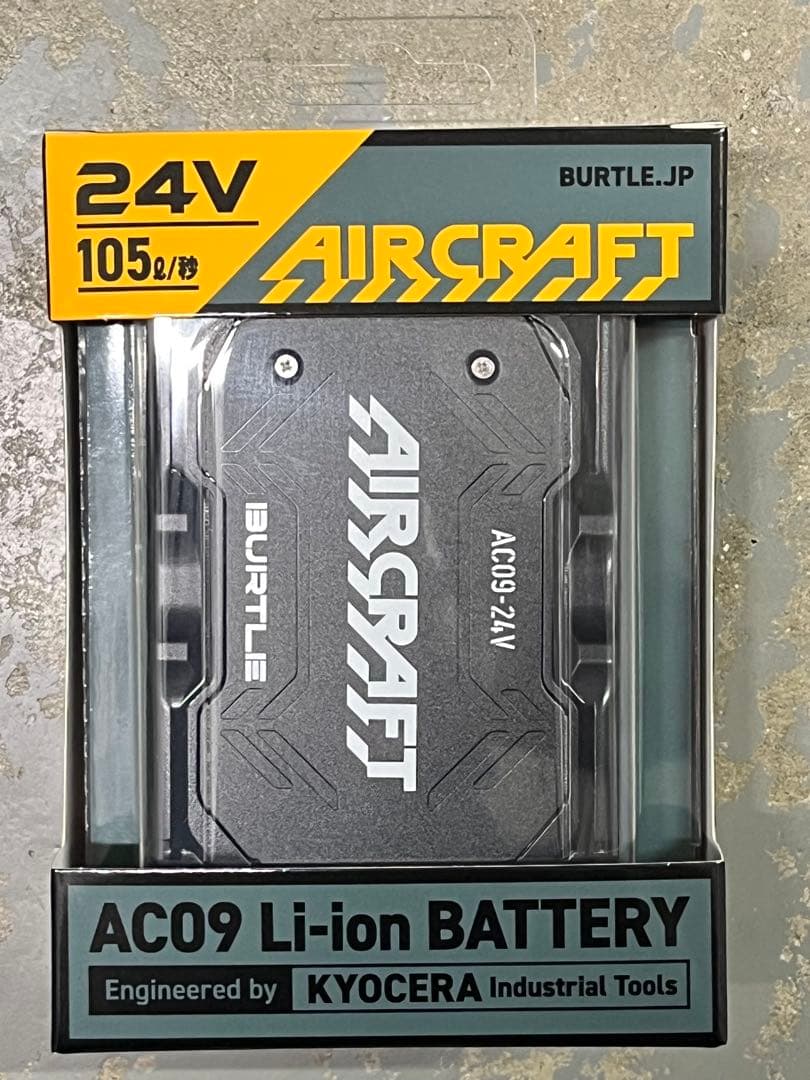 24V
105ℓ/秒
BURTLE.JP
AIRCRAFT
AC09-24V
AIRCRAFT
BURTLE
AC09 Li-ion BATTERY
Engineered by KYOCERA Industrial Tools